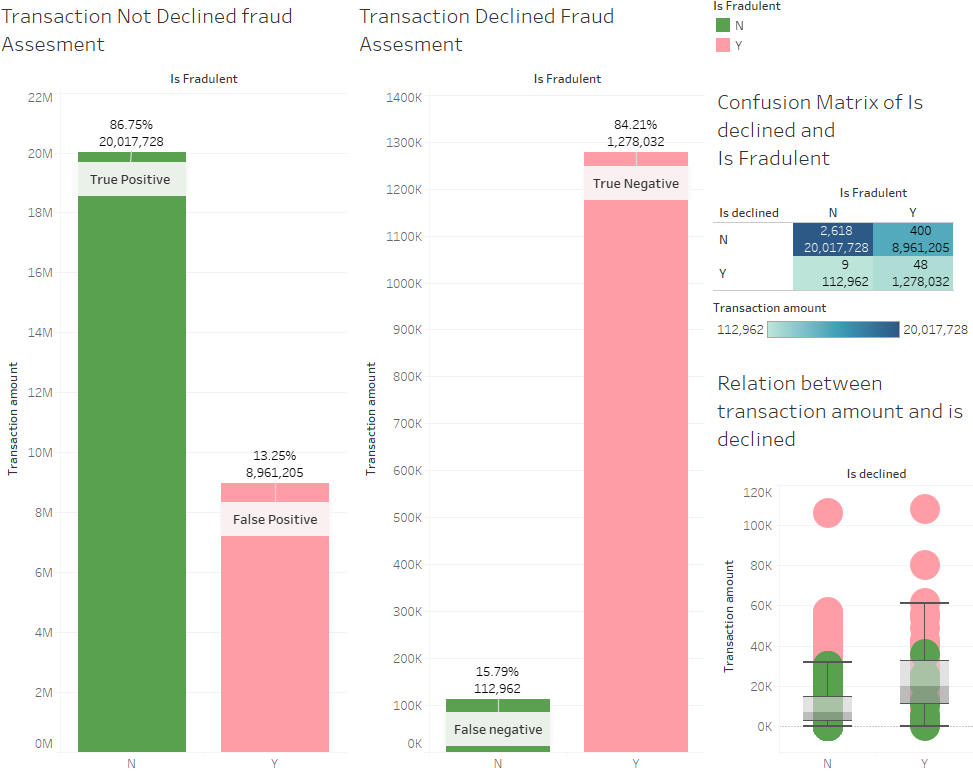 Transaction Not Declined fraud
Assesment
Is Fradulent
22M
20M
18M
16M
14M
12M
10M
8M
6M
4M
2M
0M
Transaction amount
86.75%
20,017,728
True Positive
13.25%
8,961,205
False Positive
N
Y
Transaction Declined Fraud
Assesment
Is Fradulent
1400K
1300K
1200K
1100K
1000K
900K
800K
700K
600K
500K
400K
300K
200K
100K
0K
Transaction amount
84.21%
1,278,032
True Negative
15.79%
112,962
False negative
N
Y
Is Fradulent
N
Y
Confusion Matrix of Is
declined and
Is Fradulent
Is Fradulent
Is declined
N
Y
N
2,618
400
20,017,728
8,961,205
Y
9
48
112,962
1,278,032
Transaction amount
112,962
20,017,728
Relation between
transaction amount and is
declined
Is declined
120K
100K
80K
60K
40K
20K
0K
Transaction amount
N
Y